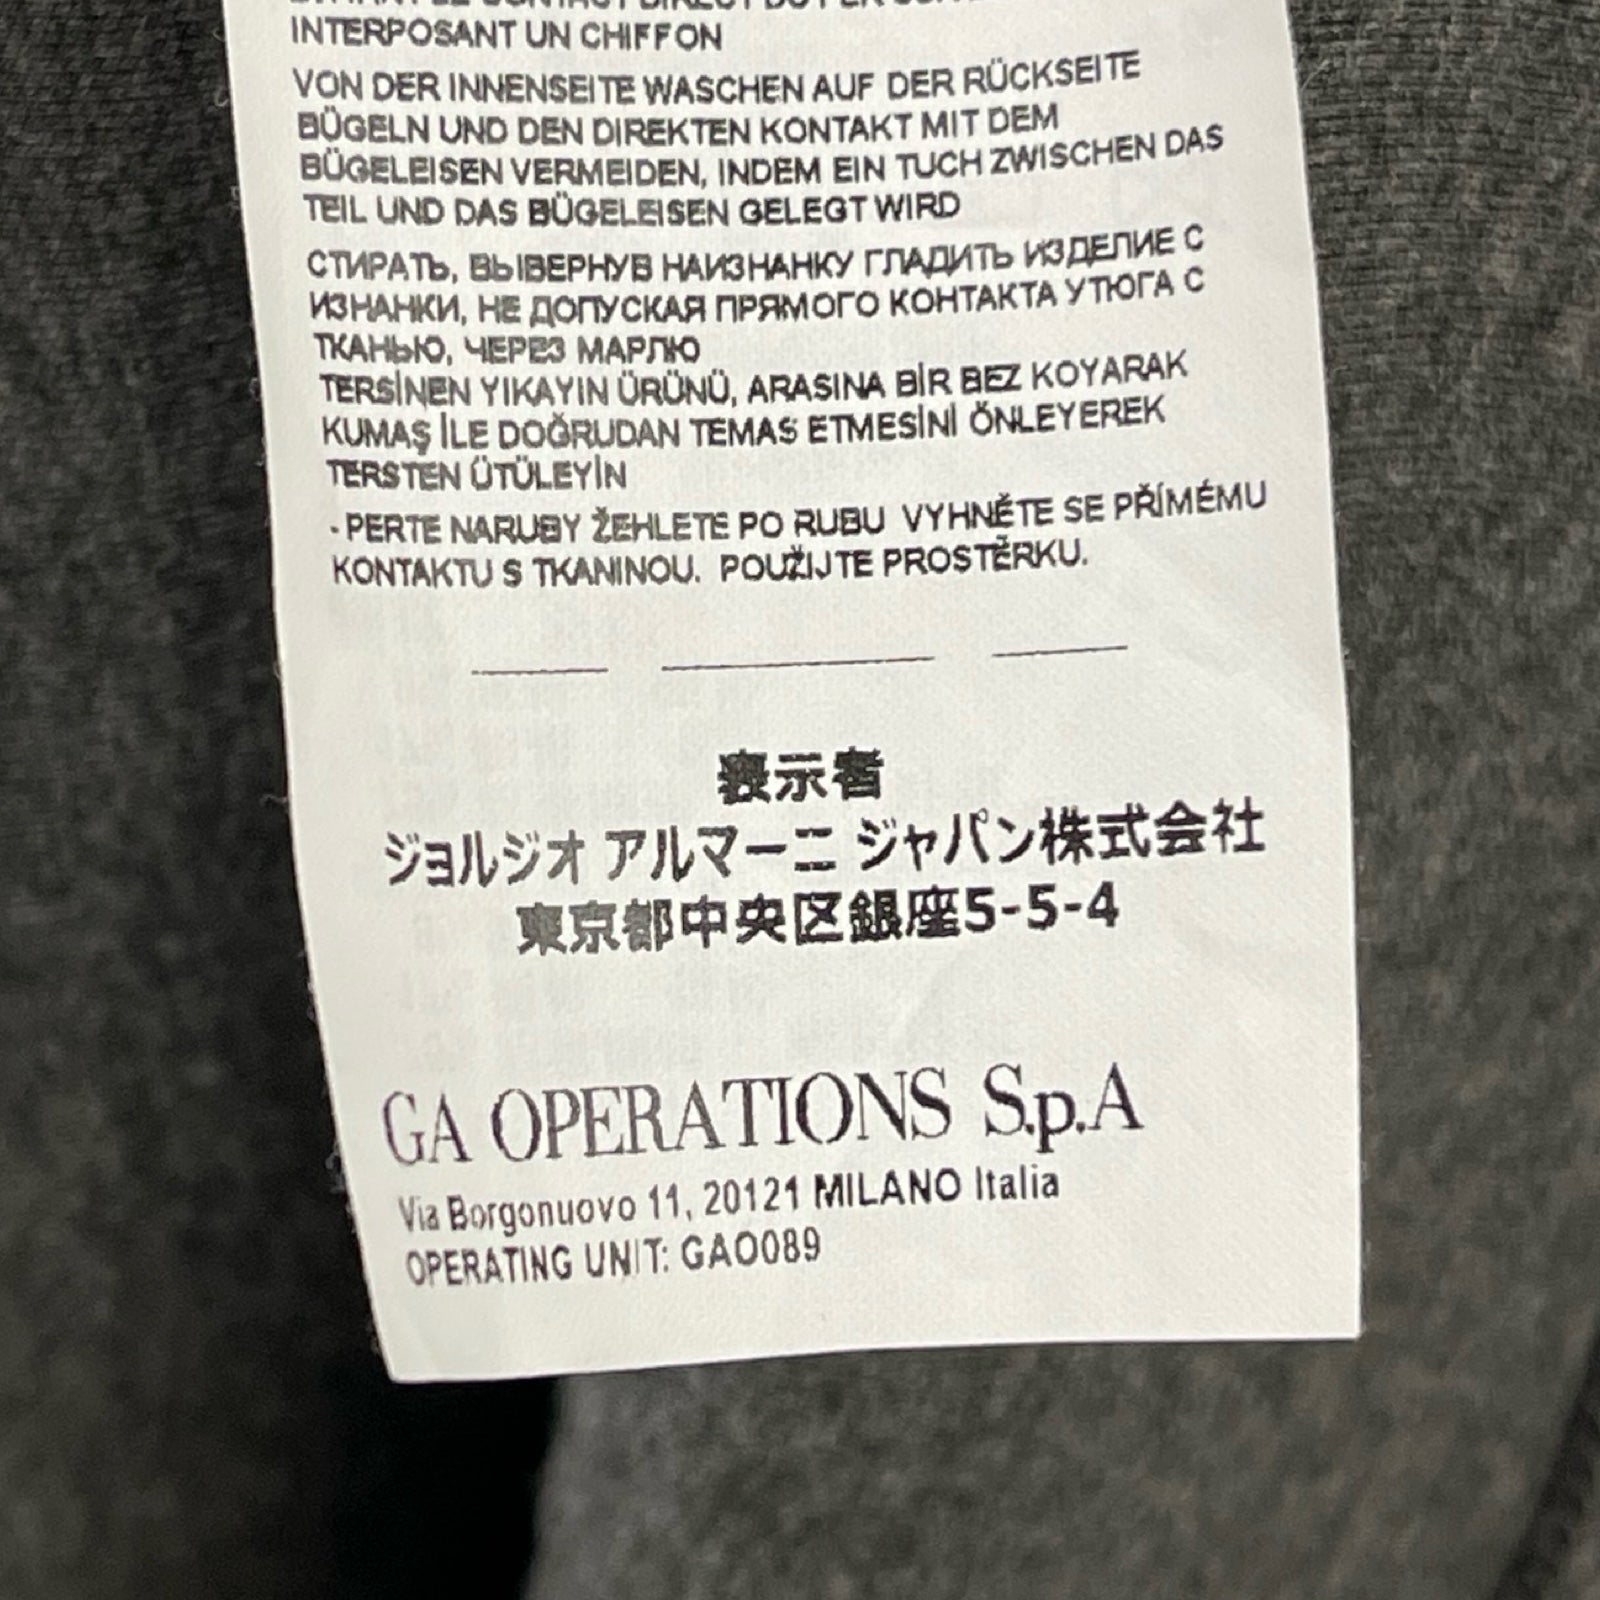 INTERPOSANT UN CHIFFON
VON DER INNENSEITE WASCHEN AUF DER RÜCKSEITE
BÜGELN UND DEN DIREKTEN KONTAKT MIT DEM
BÜGELEISEN VERMEIDEN, INDEM EIN TUCH ZWISCHEN DAS
TEIL UND DAS BÜGELEISEN GELEGT WIRD
СТИРАТЬ, ВЫВЕРНУВ НАИЗНАНКУ ГЛАДИТЬ ИЗДЕЛИЕ С
ИЗНАНКИ, НЕ ДОПУСКАЯ ПРЯМОГО КОНТАКТА УТЮГА С
ТКАНЬЮ, ЧЕРЕЗ МАРЛЮ
TERSİNEN YIKAYIN ÜRÜNÜ, ARASINA BİR BEZ KOYARAK
KUMAŞ İLE DOĞRUDAN TEMAS ETMESİNİ ÖNLEYEREK
TERSTEN ÜTÜLEYİN
- PERTE NARUBY ŽEHLETE PO RUBU VYHNĚTE SE PŘÍMÉMU
KONTAKTU S TKANINOU. POUŽIJTE PROSTĚRKU.
表示者
ジョルジオ アルマーニ ジャパン株式会社
東京都中央区銀座5-5-4
GA OPERATIONS S.p.A
Via Borgonuovo 11, 20121 MILANO Italia
OPERATING UNIT: GAO089